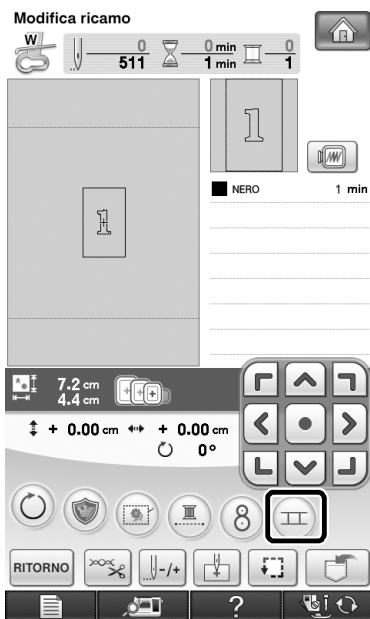 Modifica ricamo
W
0 0 min 0
511 1 min 1
1
1
NERO 1 min
7.2 cm
4.4 cm
+ 0.00 cm + 0.00 cm
0°
8
RITORNO
-/+
?